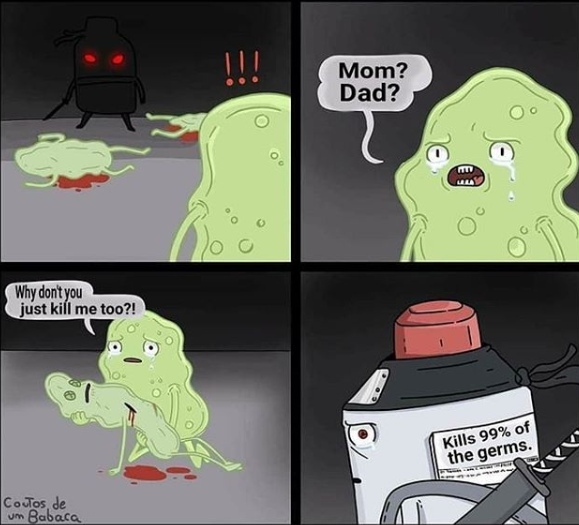 !!!
Mom?
Dad?
Why don't you
just kill me too?!
Kills 99% of
the germs.
Contos de
um Babaca